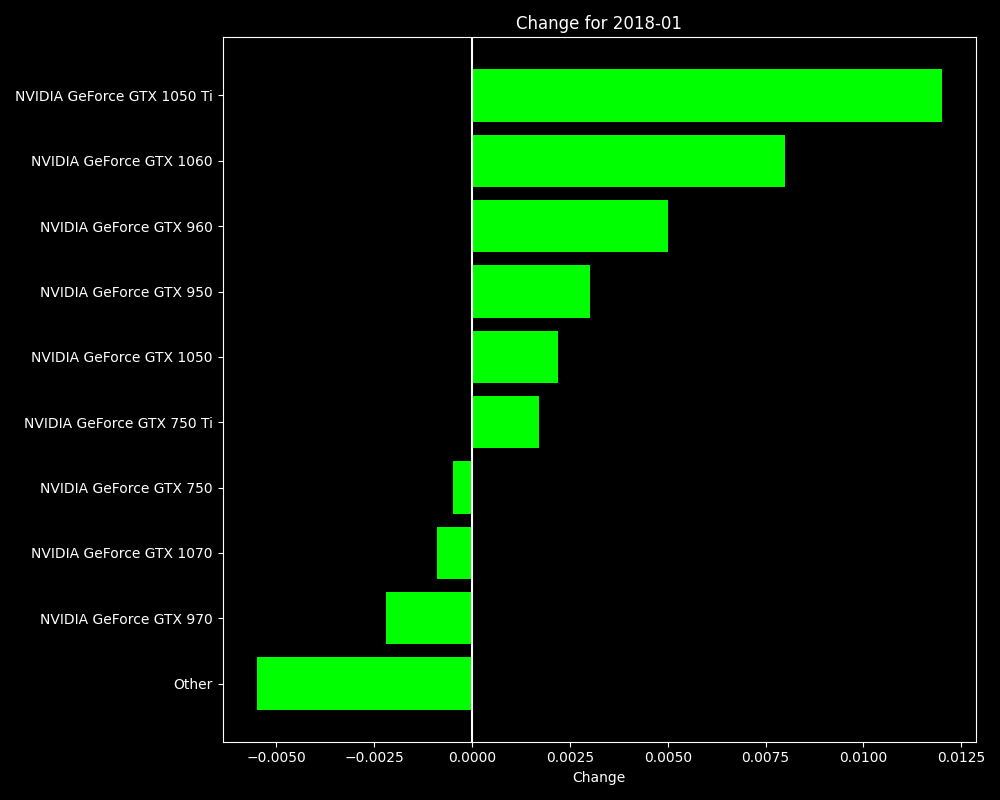 Change for 2018-01
NVIDIA GeForce GTX 1050 Ti
NVIDIA GeForce GTX 1060
NVIDIA GeForce GTX 960
NVIDIA GeForce GTX 950
NVIDIA GeForce GTX 1050
NVIDIA GeForce GTX 750 Ti
NVIDIA GeForce GTX 750
NVIDIA GeForce GTX 1070
NVIDIA GeForce GTX 970
Other
−0.0050 −0.0025 0.0000 0.0025 0.0050 0.0075 0.0100 0.0125
Change